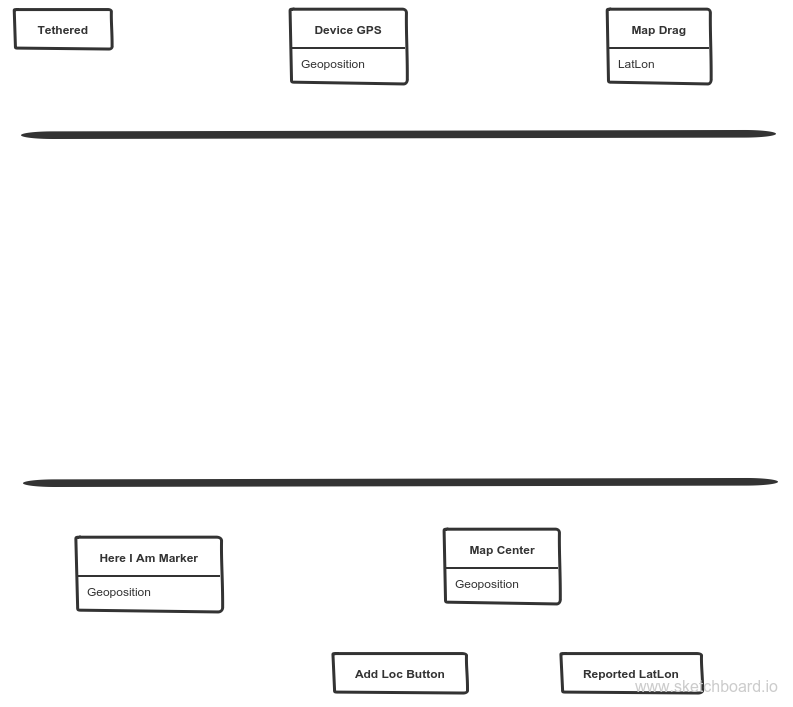 Tethered
Device GPS
Geoposition
Map Drag
LatLon
Here I Am Marker
Geoposition
Map Center
Geoposition
Add Loc Button
Reported LatLon
www.sketchboard.io